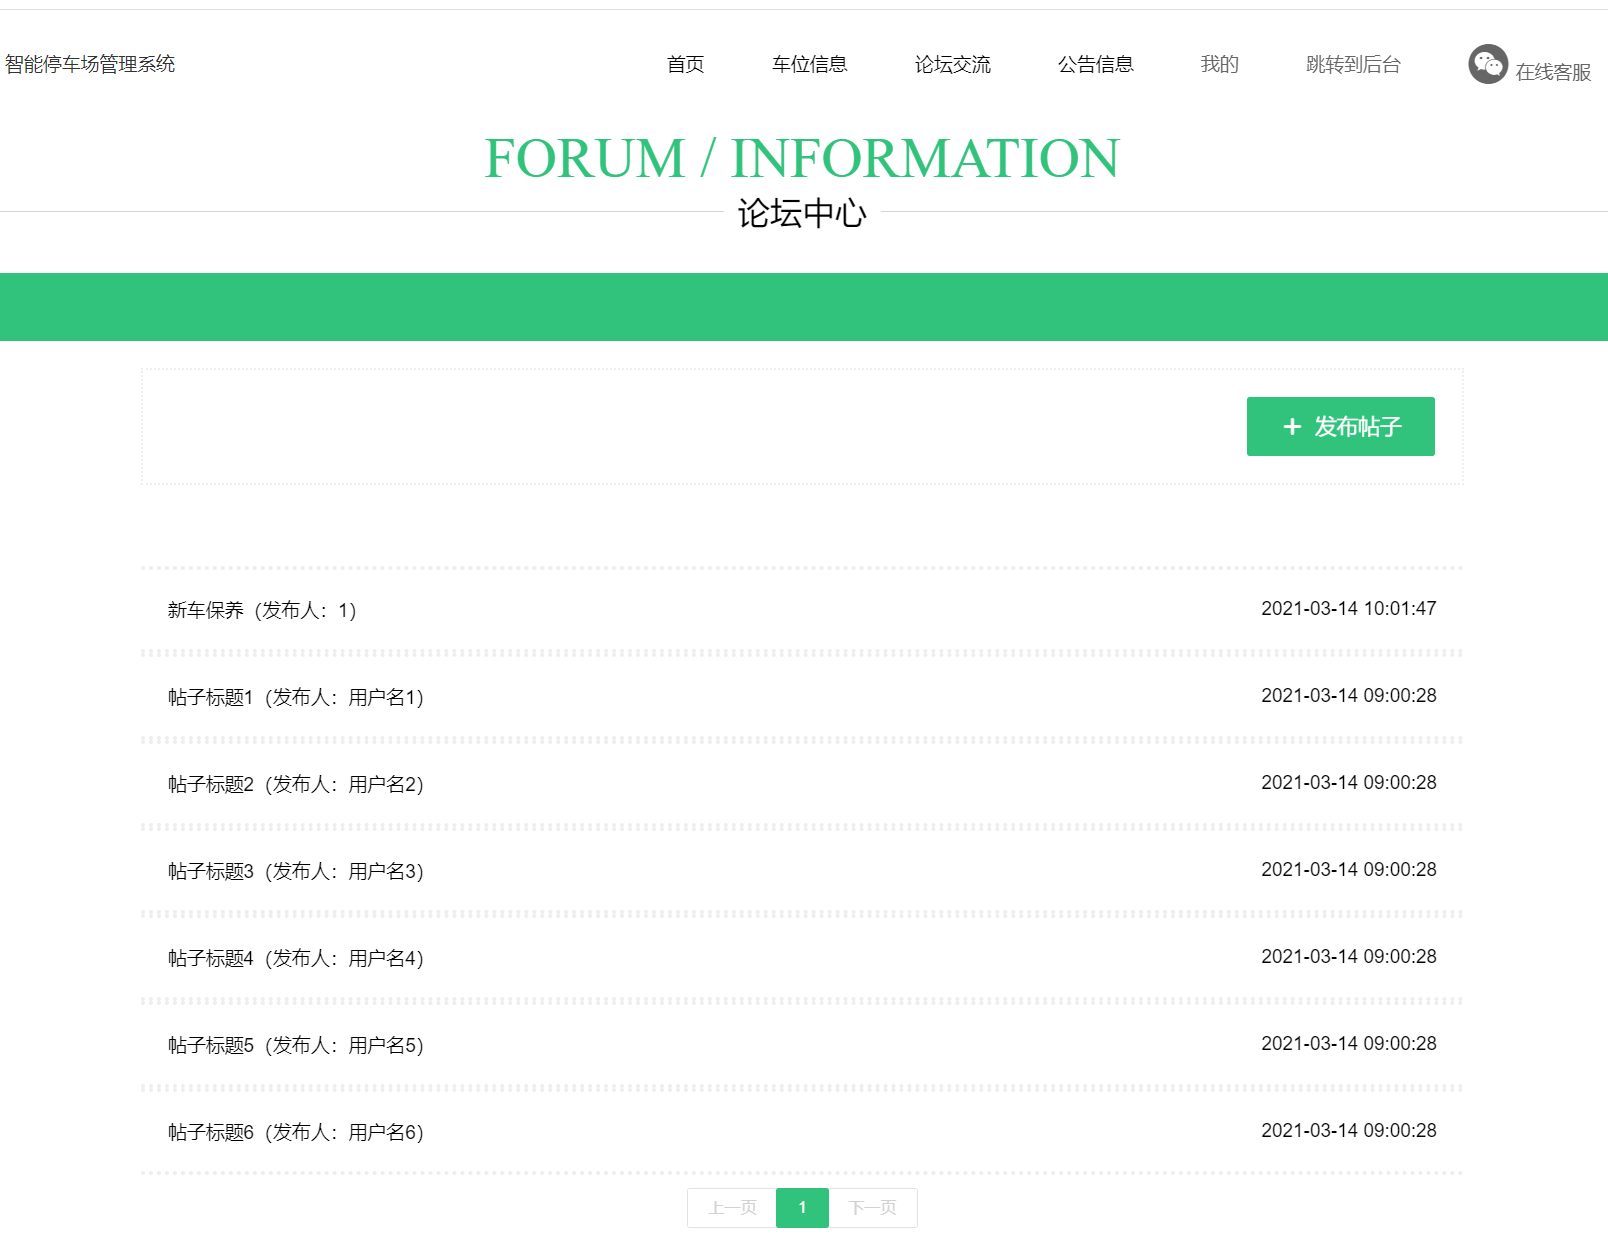 智能停车场管理系统 首页 车位信息 论坛交流 公告信息 我的 跳转到后台 在线客服
FORUM / INFORMATION
论坛中心
+ 发布帖子
新车保养（发布人：1） 2021-03-14 10:01:47
帖子标题1（发布人：用户名1） 2021-03-14 09:00:28
帖子标题2（发布人：用户名2） 2021-03-14 09:00:28
帖子标题3（发布人：用户名3） 2021-03-14 09:00:28
帖子标题4（发布人：用户名4） 2021-03-14 09:00:28
帖子标题5（发布人：用户名5） 2021-03-14 09:00:28
帖子标题6（发布人：用户名6） 2021-03-14 09:00:28
上一页 1 下一页